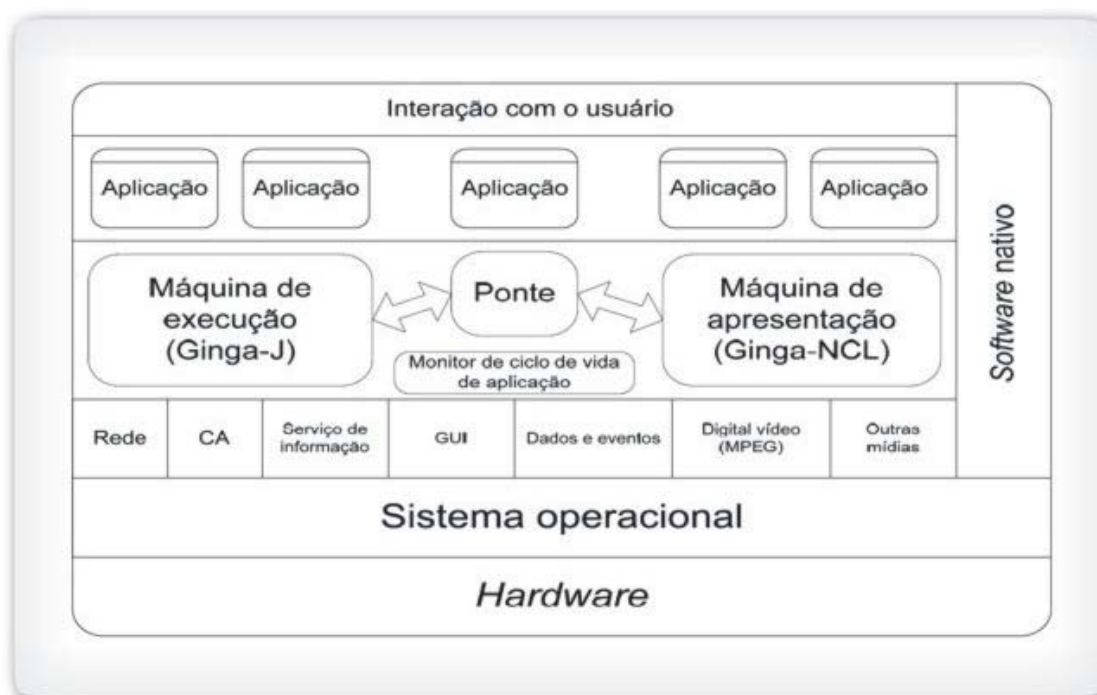 Interação com o usuário
Aplicação
Aplicação
Aplicação
Aplicação
Aplicação
Máquina de
execução
(Ginga-J)
Ponte
Máquina de
apresentação
(Ginga-NCL)
Monitor de ciclo de vida
de aplicação
Rede
CA
Serviço de
informação
GUI
Dados e eventos
Digital vídeo
(MPEG)
Outras
mídias
Software nativo
Sistema operacional
Hardware